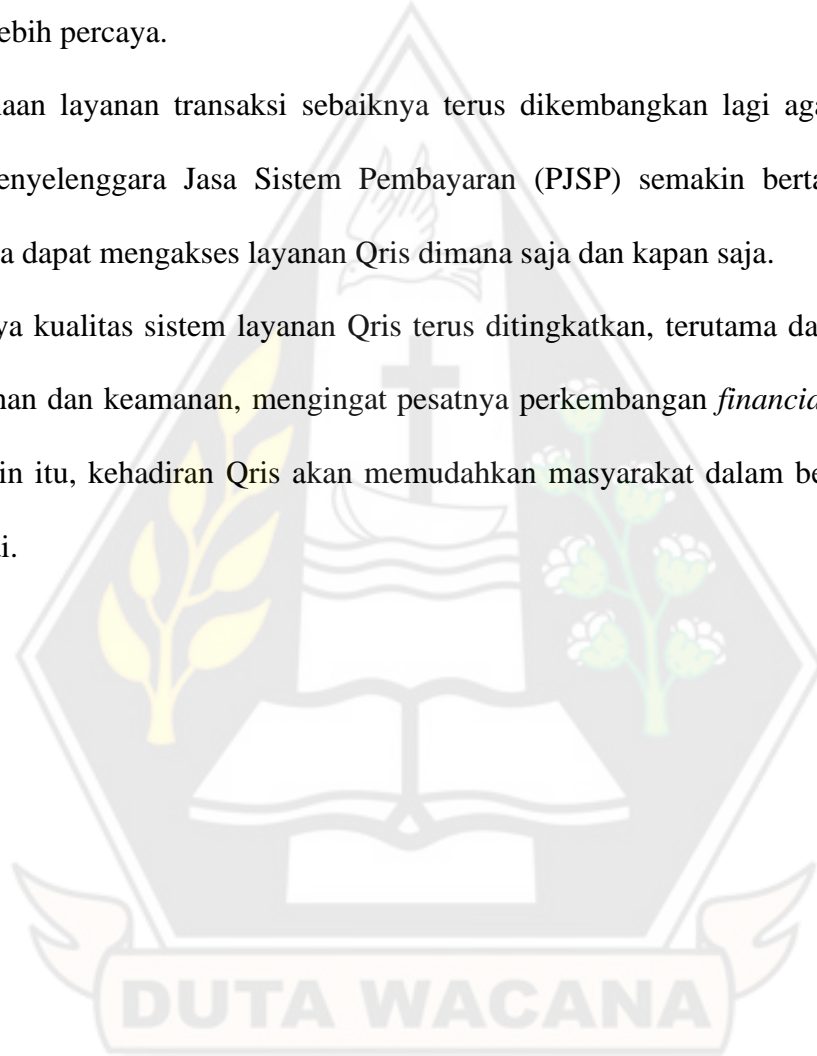 ebih percaya.
aan layanan transaksi sebaiknya terus dikembangkan lagi aga
enyelenggara Jasa Sistem Pembayaran (PJSP) semakin berta
a dapat mengakses layanan Qris dimana saja dan kapan saja.
ya kualitas sistem layanan Qris terus ditingkatkan, terutama da
nan dan keamanan, mengingat pesatnya perkembangan financia
in itu, kehadiran Qris akan memudahkan masyarakat dalam be
i.
DUTA WACANA